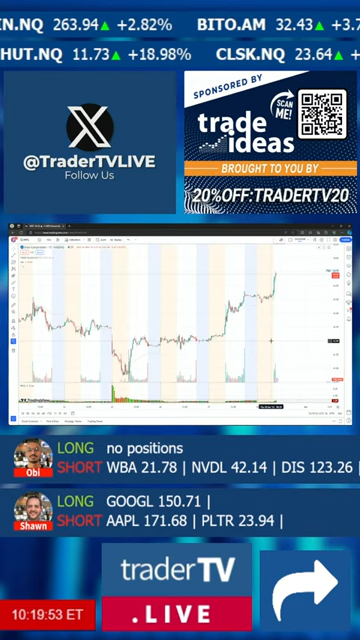 IN.NQ 263.94▲ +2.82% BITO.AM 32.43▲ +3.7
HUT.NQ 11.73▲ +18.98% CLSK.NQ 23.64▲ +
X
@TraderTVLIVE
Follow Us
SPONSORED BY
SCAN ME!
trade ideas
BROUGHT TO YOU BY
20%OFF:TRADERTV20
Obi
LONG no positions
SHORT WBA 21.78 | NVDL 42.14 | DIS 123.26 |
Shawn
LONG GOOGL 150.71 |
SHORT AAPL 171.68 | PLTR 23.94 |
traderTV
.LIVE
10:19:53 ET